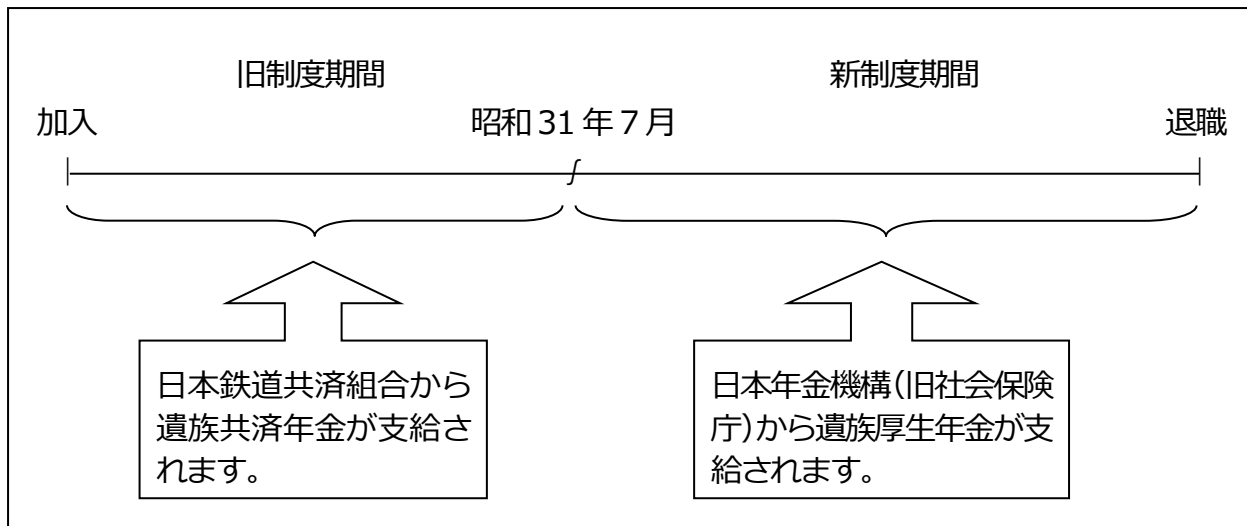 旧制度期間 新制度期間
加入 昭和31年7月 退職
日本鉄道共済組合から
遺族共済年金が支給さ
れます。
日本年金機構(旧社会保険
庁)から遺族厚生年金が支
給されます。